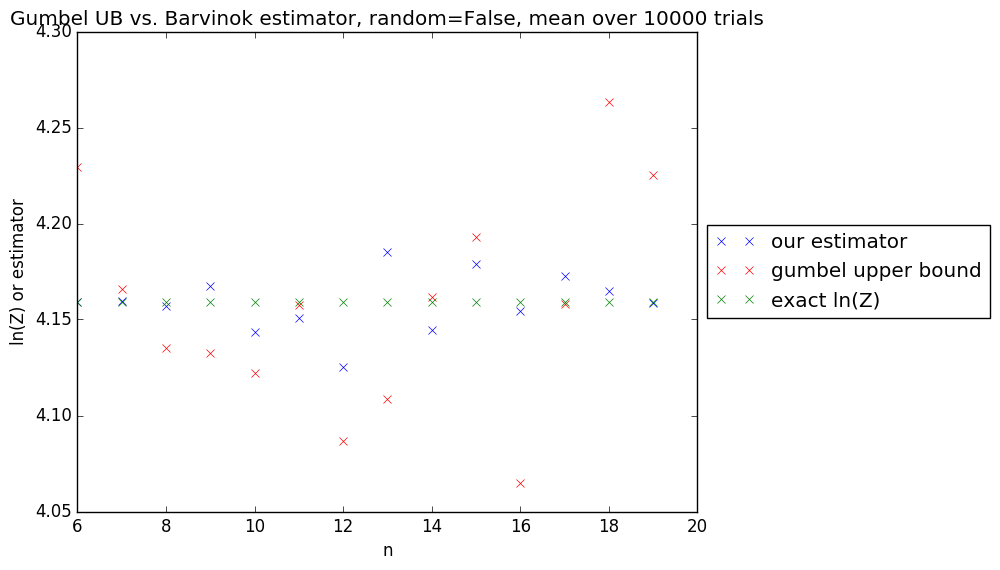 Gumbel UB vs. Barvinok estimator, random=False, mean over 10000 trials
4.30
4.25
4.20
4.15
4.10
4.05
ln(Z) or estimator
6 8 10 12 14 16 18 20
n
our estimator
gumbel upper bound
exact ln(Z)